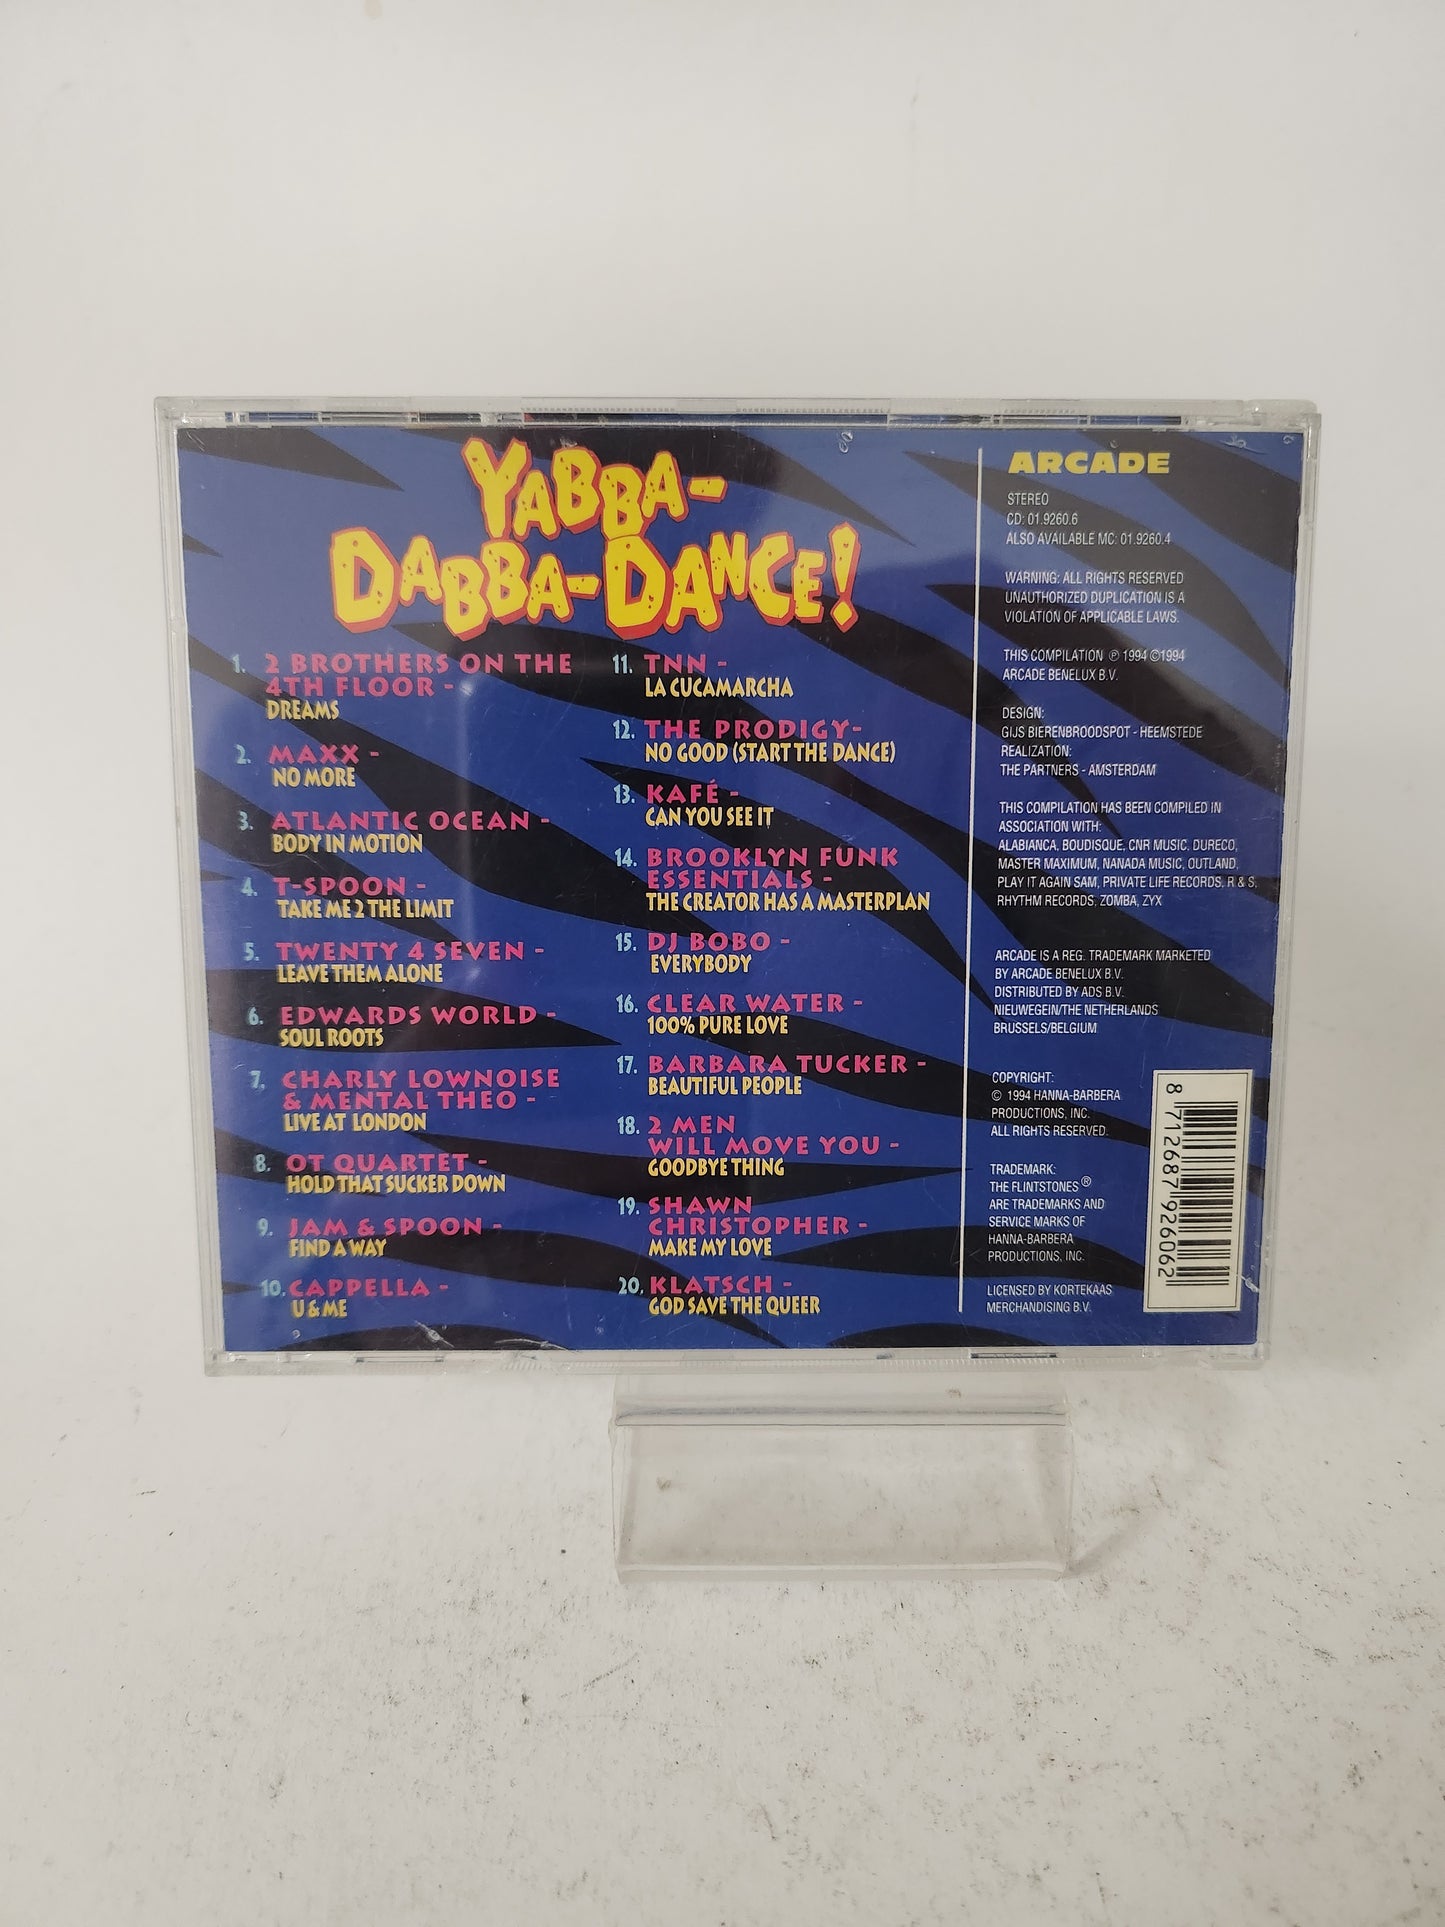 YABBA-
DABBA-DANCE!
1. 2 BROTHERS ON THE
4TH FLOOR -
DREAMS
2. MAXX -
NO MORE
3. ATLANTIC OCEAN -
BODY IN MOTION
4. T-SPOON -
TAKE ME 2 THE LIMIT
5. TWENTY 4 SEVEN -
LEAVE THEM ALONE
6. EDWARDS WORLD -
SOUL ROOTS
7. CHARLY LOWNOISE
& MENTAL THEO -
LIVE AT LONDON
8. OT QUARTET -
HOLD THAT SUCKER DOWN
9. JAM & SPOON -
FIND A WAY
10. CAPPELLA -
U & ME
11. TNN -
LA CUCAMARCHA
12. THE PRODIGY-
NO GOOD (START THE DANCE)
13. KAFÉ -
CAN YOU SEE IT
14. BROOKLYN FUNK
ESSENTIALS -
THE CREATOR HAS A MASTERPLAN
15. DJ BOBO -
EVERYBODY
16. CLEAR WATER -
100% PURE LOVE
17. BARBARA TUCKER -
BEAUTIFUL PEOPLE
18. 2 MEN
WILL MOVE YOU -
GOODBYE THING
19. SHAWN
CHRISTOPHER -
MAKE MY LOVE
20. KLATSCH -
GOD SAVE THE QUEER
ARCADE
STEREO
CD: 01.9260.6
ALSO AVAILABLE MC: 01.9260.4
WARNING: ALL RIGHTS RESERVED
UNAUTHORIZED DUPLICATION IS A
VIOLATION OF APPLICABLE LAWS.
THIS COMPILATION ℗ 1994 ©1994
ARCADE BENELUX B.V.
DESIGN:
GIJS BIERENBROODSPOT - HEEMSTEDE
REALIZATION:
THE PARTNERS - AMSTERDAM
THIS COMPILATION HAS BEEN COMPILED IN
ASSOCIATION WITH:
ALABIANCA, BOUDISQUE, CNR MUSIC, DURECO,
MASTER MAXIMUM, NANADA MUSIC, OUTLAND,
PLAY IT AGAIN SAM, PRIVATE LIFE RECORDS, R & S,
RHYTHM RECORDS, ZOMBA, ZYX
ARCADE IS A REG. TRADEMARK MARKETED
BY ARCADE BENELUX B.V.
DISTRIBUTED BY ADS B.V.
NIEUWEGEIN/THE NETHERLANDS
BRUSSELS/BELGIUM
COPYRIGHT:
© 1994 HANNA-BARBERA
PRODUCTIONS, INC.
ALL RIGHTS RESERVED.
TRADEMARK:
THE FLINTSTONES ®
ARE TRADEMARKS AND
SERVICE MARKS OF
HANNA-BARBERA
PRODUCTIONS, INC.
LICENSED BY KORTEKAAS
MERCHANDISING B.V.
8 712687 926062